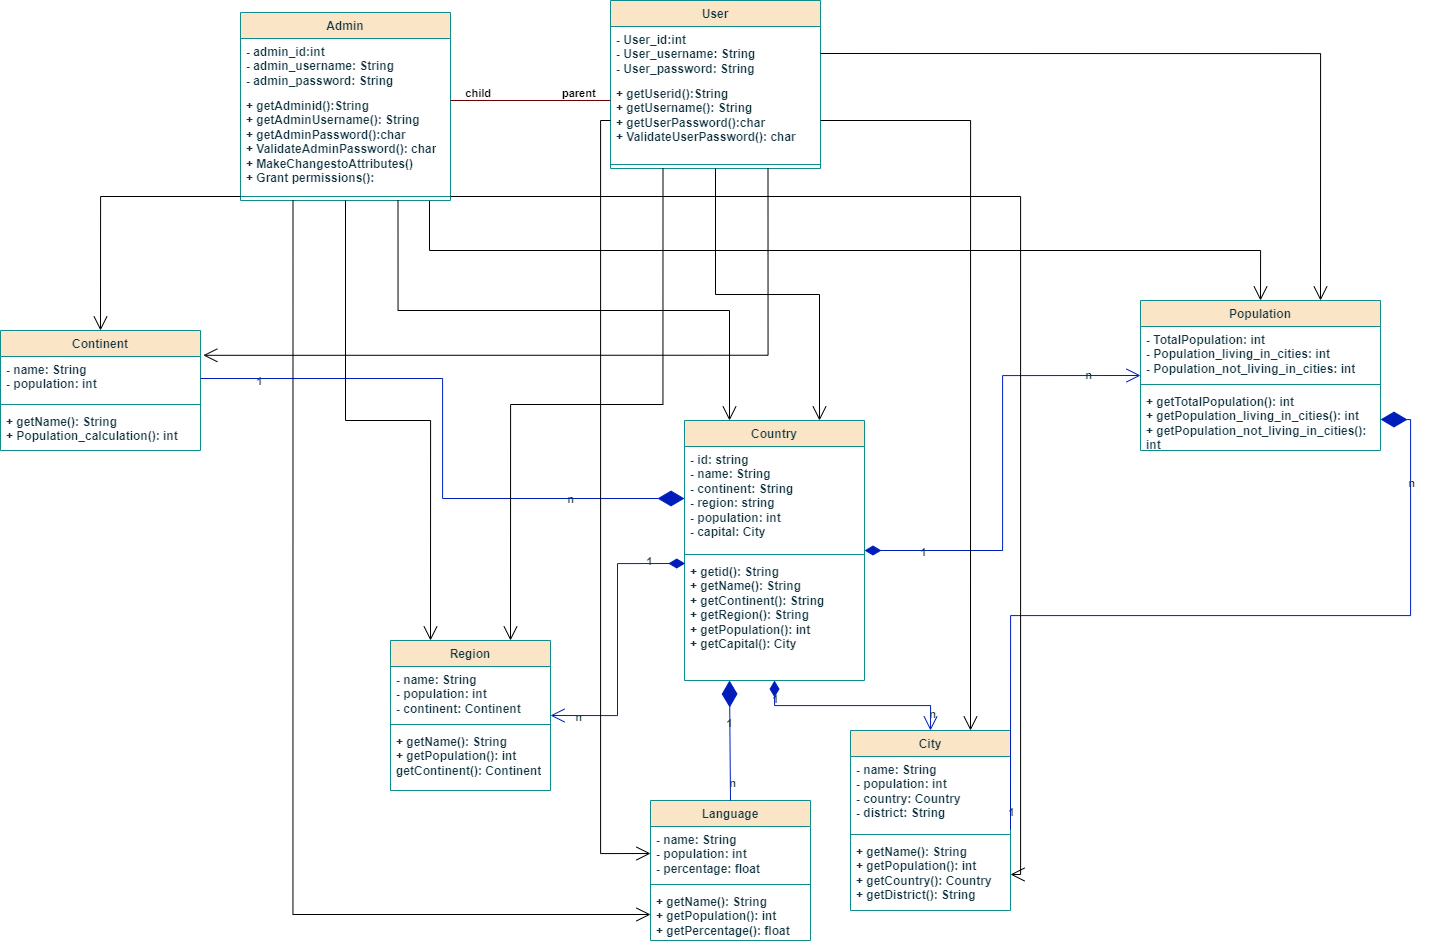 Admin
- admin_id:int
- admin_username: String
- admin_password: String
+ getAdminid():String
+ getAdminUsername(): String
+ getAdminPassword():char
+ ValidateAdminPassword(): char
+ MakeChangestoAttributes()
+ Grant permissions():
child
parent
User
- User_id:int
- User_username: String
- User_password: String
+ getUserid():String
+ getUsername(): String
+ getUserPassword():char
+ ValidateUserPassword(): char
Continent
- name: String
- population: int
+ getName(): String
+ Population_calculation(): int
1
n
Population
- TotalPopulation: int
- Population_living_in_cities: int
- Population_not_living_in_cities: int
+ getTotalPopulation(): int
+ getPopulation_living_in_cities(): int
+ getPopulation_not_living_in_cities():
int
n
n
Country
- id: string
- name: String
- continent: String
- region: string
- population: int
- capital: City
+ getid(): String
+ getName(): String
+ getContinent(): String
+ getRegion(): String
+ getPopulation(): int
+ getCapital(): City
1
1
n
1
1
n
n
1
Region
- name: String
- population: int
- continent: Continent
+ getName(): String
+ getPopulation(): int
getContinent(): Continent
Language
- name: String
- population: int
- percentage: float
+ getName(): String
+ getPopulation(): int
+ getPercentage(): float
City
- name: String
- population: int
- country: Country
- district: String
+ getName(): String
+ getPopulation(): int
+ getCountry(): Country
+ getDistrict(): String